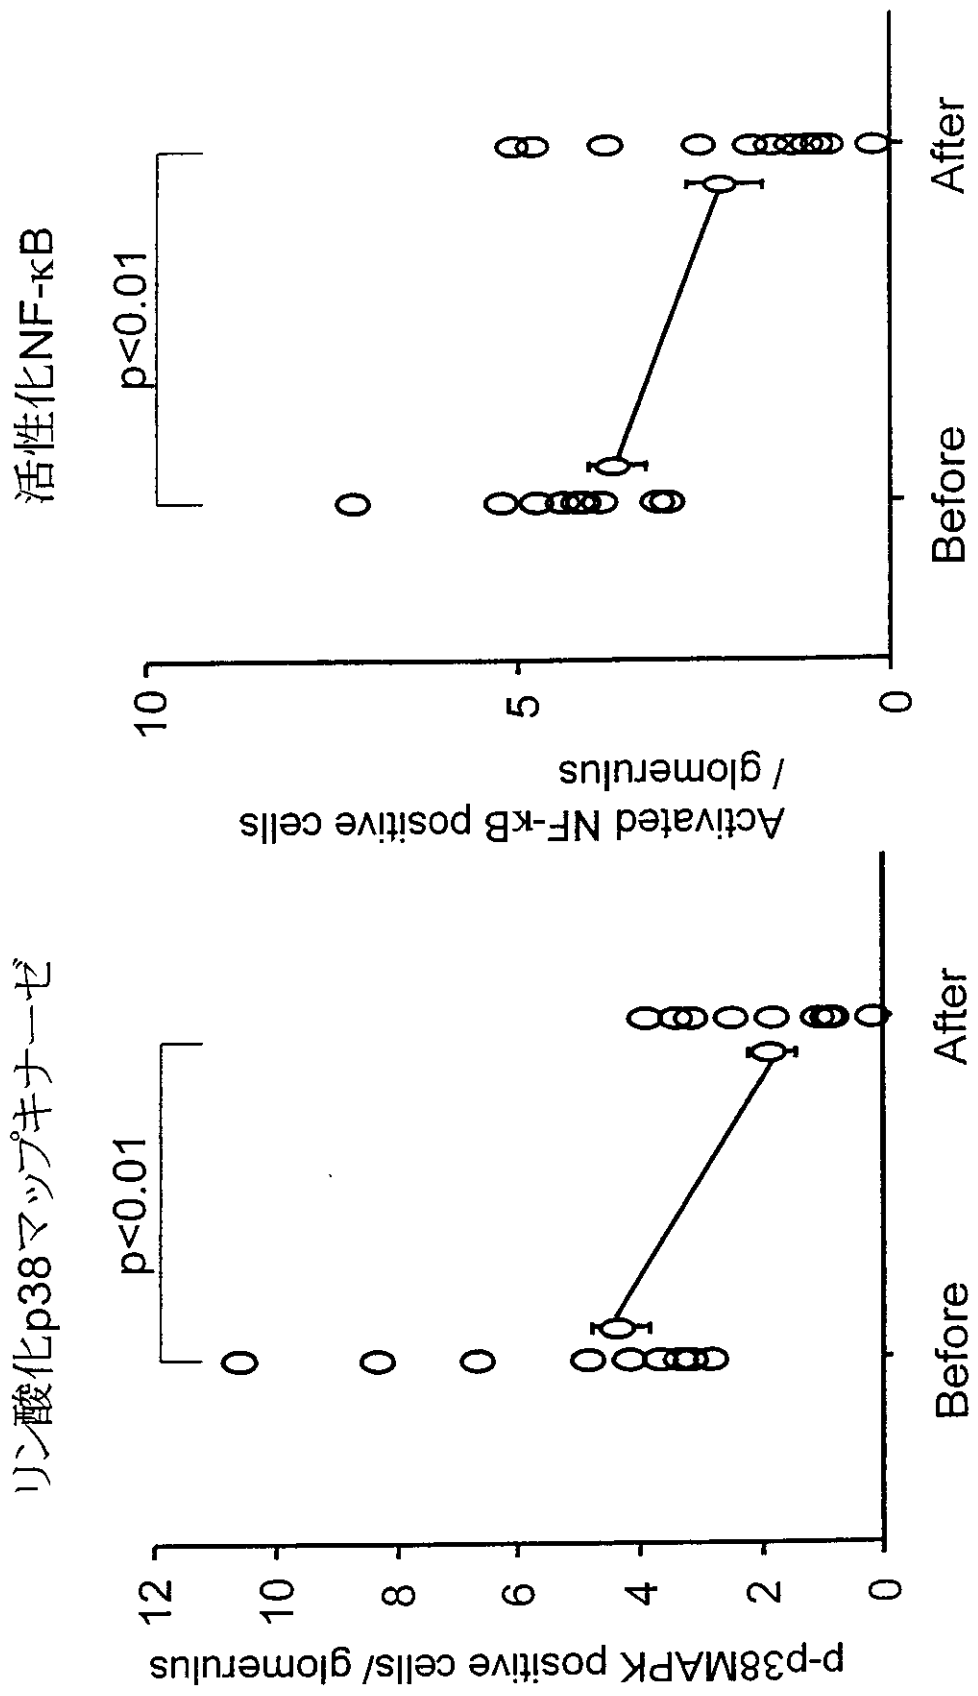 リン酸化p38マップキナーゼ
p<0.01
p-p38MAPK positive cells/ glomerulus
12
10
8
6
4
2
0
Before
After
活性化NF-κB
p<0.01
Activated NF-κB positive cells
/ glomerulus
10
5
0
Before
After